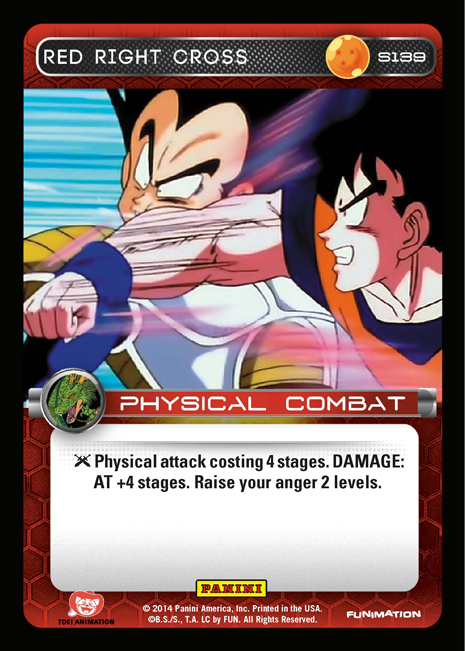 RED RIGHT CROSS
S139
PHYSICAL COMBAT
Physical attack costing 4 stages. DAMAGE:
AT +4 stages. Raise your anger 2 levels.
PANINI
© 2014 Panini America, Inc. Printed in the USA.
©B.S./S., T.A. LC by FUN. All Rights Reserved.
TOEI ANIMATION
FUNIMATION